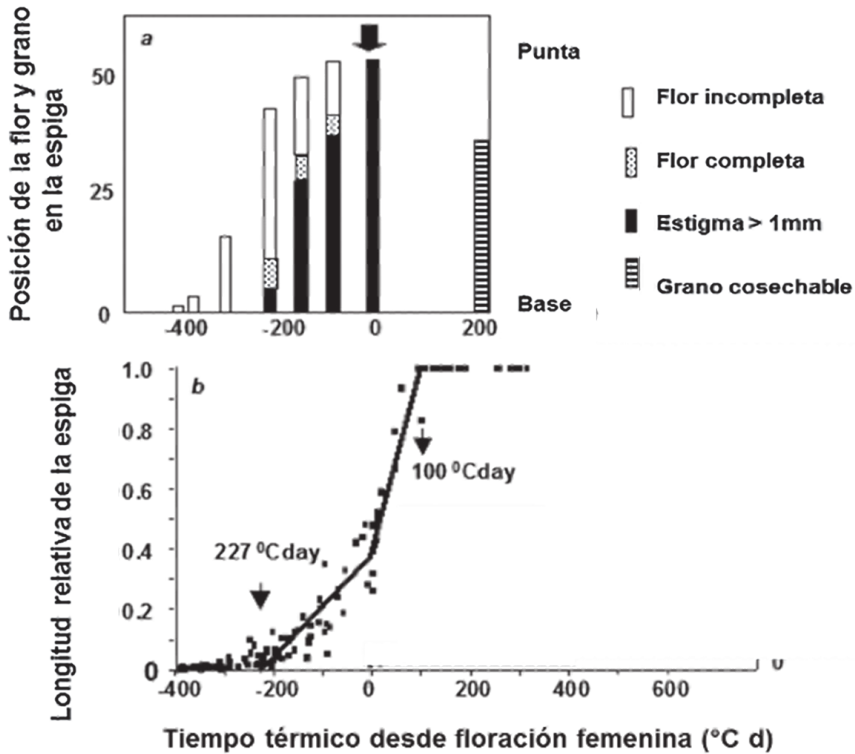 Posición de la flor y grano
en la espiga
a
50
25
0
-400
-200
0
200
Punta
Base
Flor incompleta
Flor completa
Estigma > 1mm
Grano cosechable
Longitud relativa de la espiga
b
1.0
0.8
0.6
0.4
0.2
0
227 ⁰Cday
100 ⁰Cday
-400
-200
0
200
400
600
Tiempo térmico desde floración femenina (°C d)